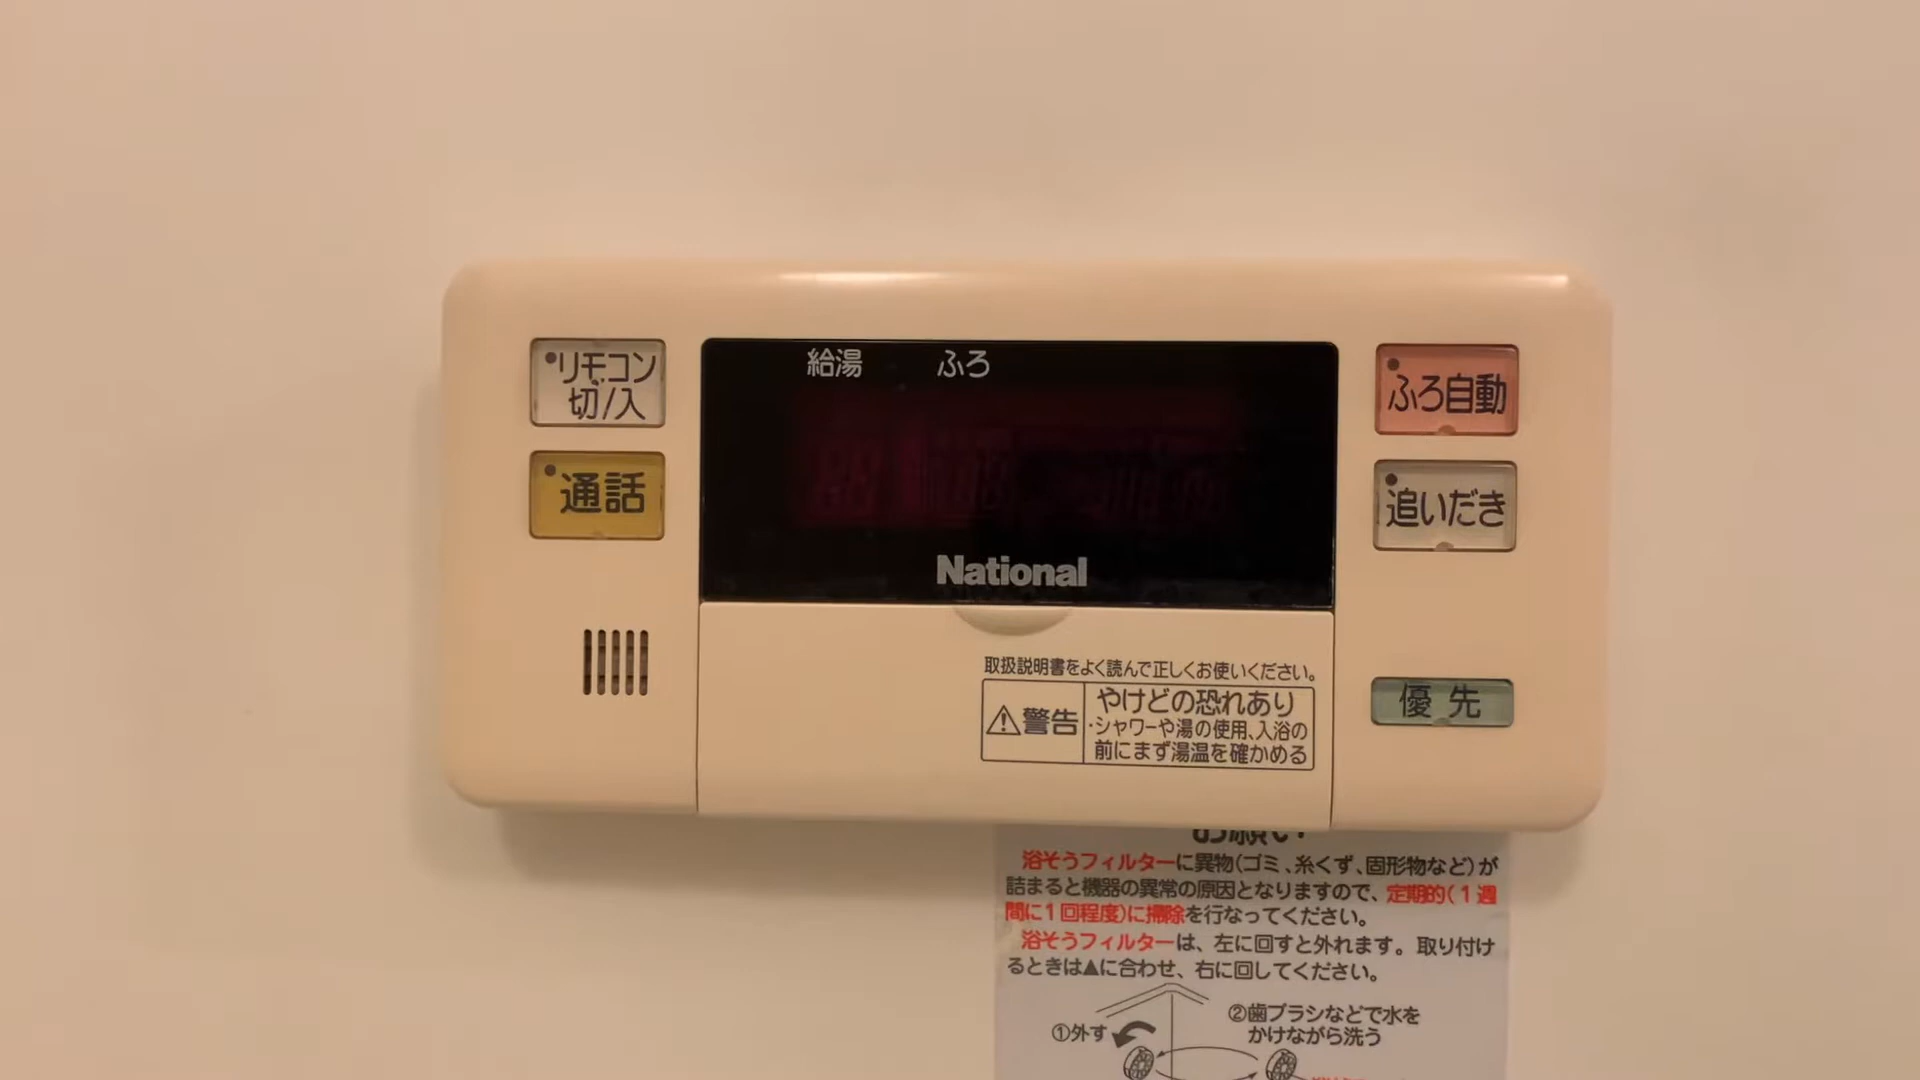 リモコン
切/入
通話
給湯 ふろ
National
ふろ自動
追いだき
優先
取扱説明書をよく読んで正しくお使いください。
⚠警告
やけどの恐れあり
・シャワーや湯の使用、入浴の
前にまず湯温を確かめる
お願い
浴そうフィルターに異物(ゴミ、糸くず、固形物など)が
詰まると機器の異常の原因となりますので、定期的(1週
間に1回程度)に掃除を行なってください。
浴そうフィルターは、左に回すと外れます。取り付け
るときは▲に合わせ、右に回してください。
①外す
②歯ブラシなどで水を
かけながら洗う